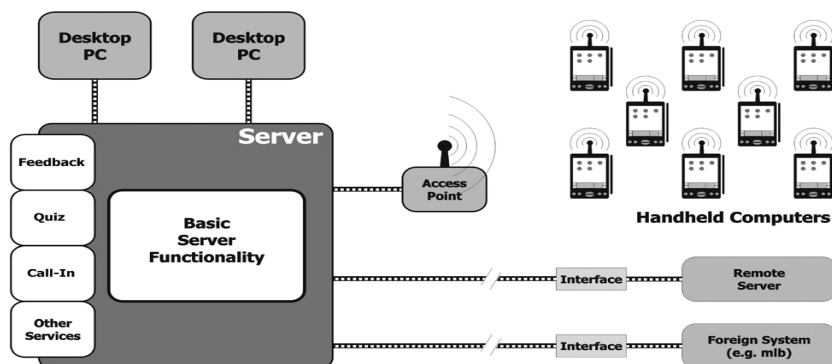 Desktop
PC
Desktop
PC
Server
Feedback
Quiz
Call-In
Other
Services
Basic
Server
Functionality
Access
Point
Handheld Computers
Interface
Remote
Server
Interface
Foreign System
(e.g. mlb)